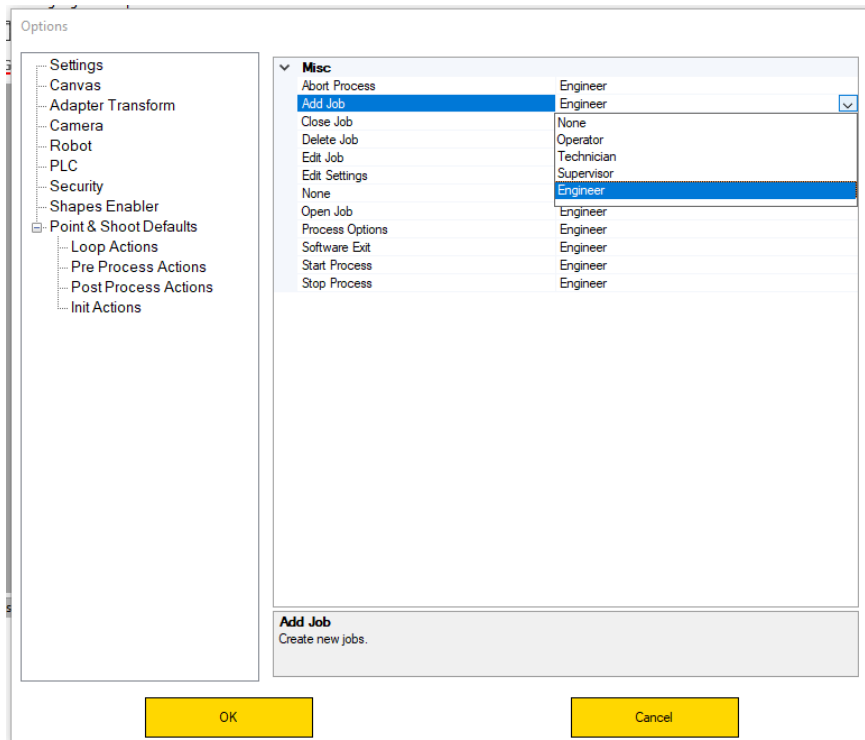 Options
Settings
Canvas
Adapter Transform
Camera
Robot
PLC
Security
Shapes Enabler
Point & Shoot Defaults
Loop Actions
Pre Process Actions
Post Process Actions
Init Actions
Misc
Abort Process Engineer
Add Job Engineer
Close Job
Delete Job
Edit Job
Edit Settings
None
Open Job Engineer
Process Options Engineer
Software Exit Engineer
Start Process Engineer
Stop Process Engineer
None
Operator
Technician
Supervisor
Engineer
Add Job
Create new jobs.
OK
Cancel